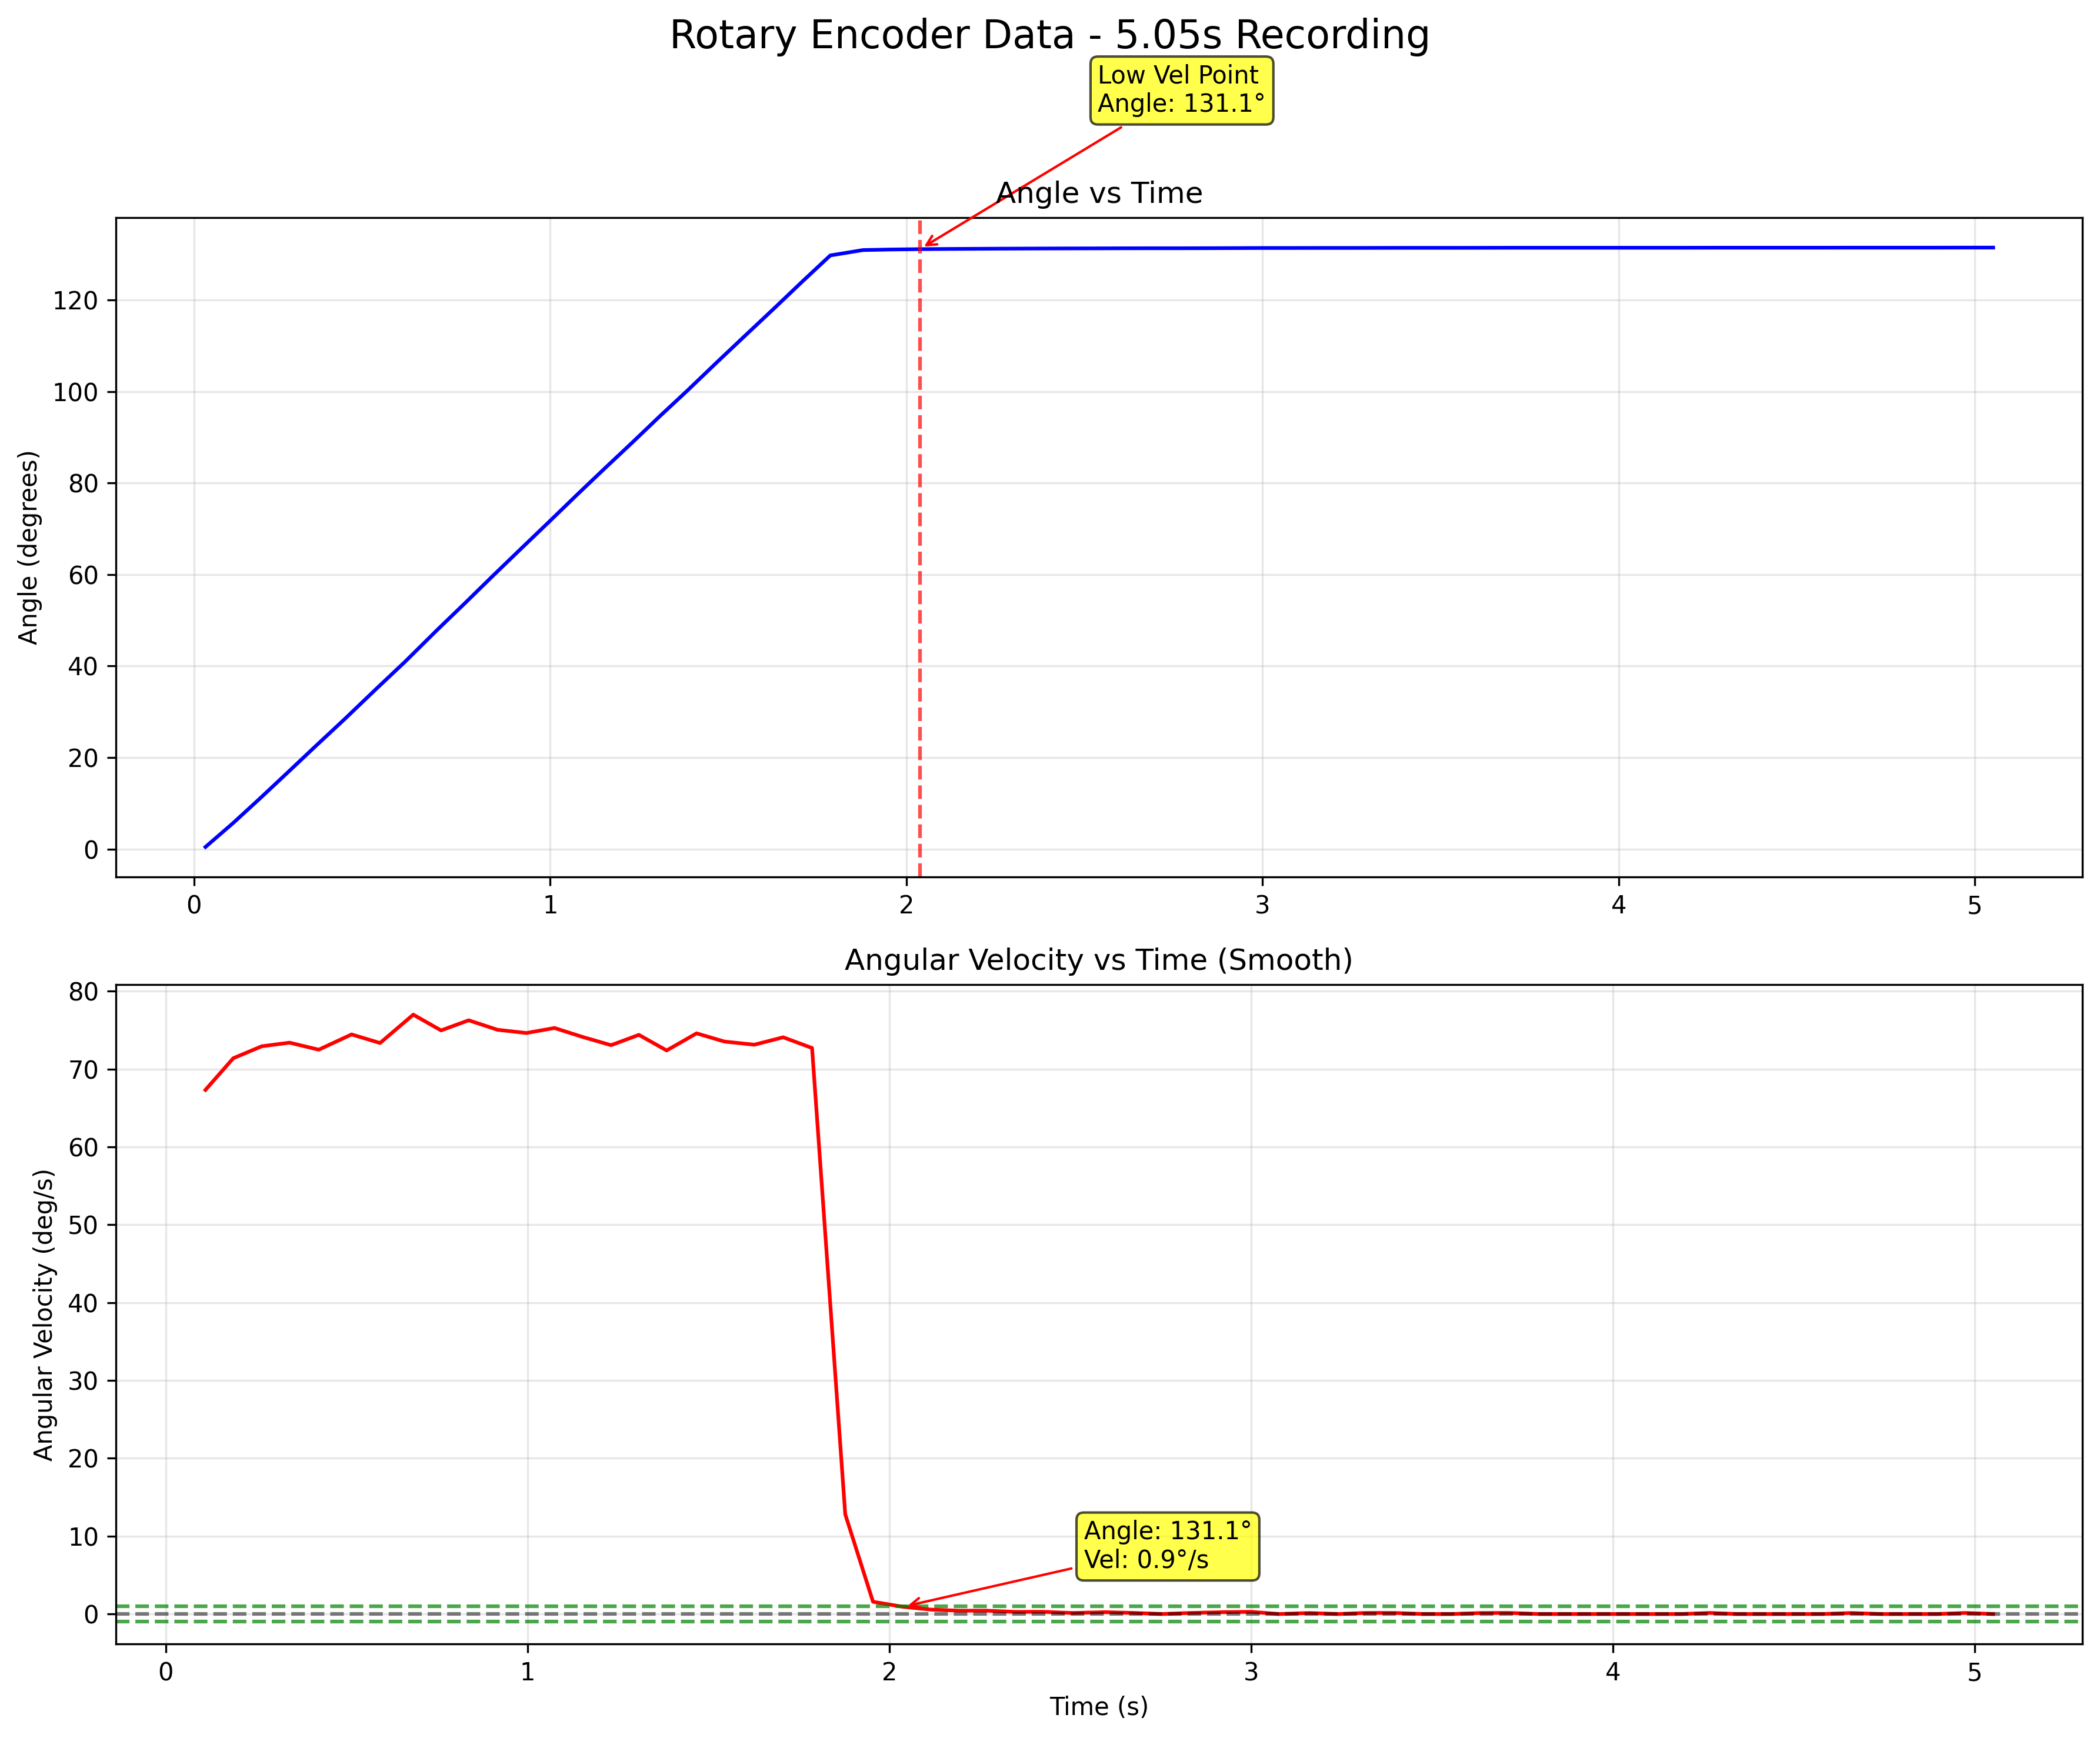 Rotary Encoder Data - 5.05s Recording
Low Vel Point
Angle: 131.1°
Angle vs Time
Angle (degrees)
120
100
80
60
40
20
0
0 1 2 3 4 5
Angular Velocity vs Time (Smooth)
Angular Velocity (deg/s)
80
70
60
50
40
30
20
10
0
Angle: 131.1°
Vel: 0.9°/s
0 1 2 3 4 5
Time (s)